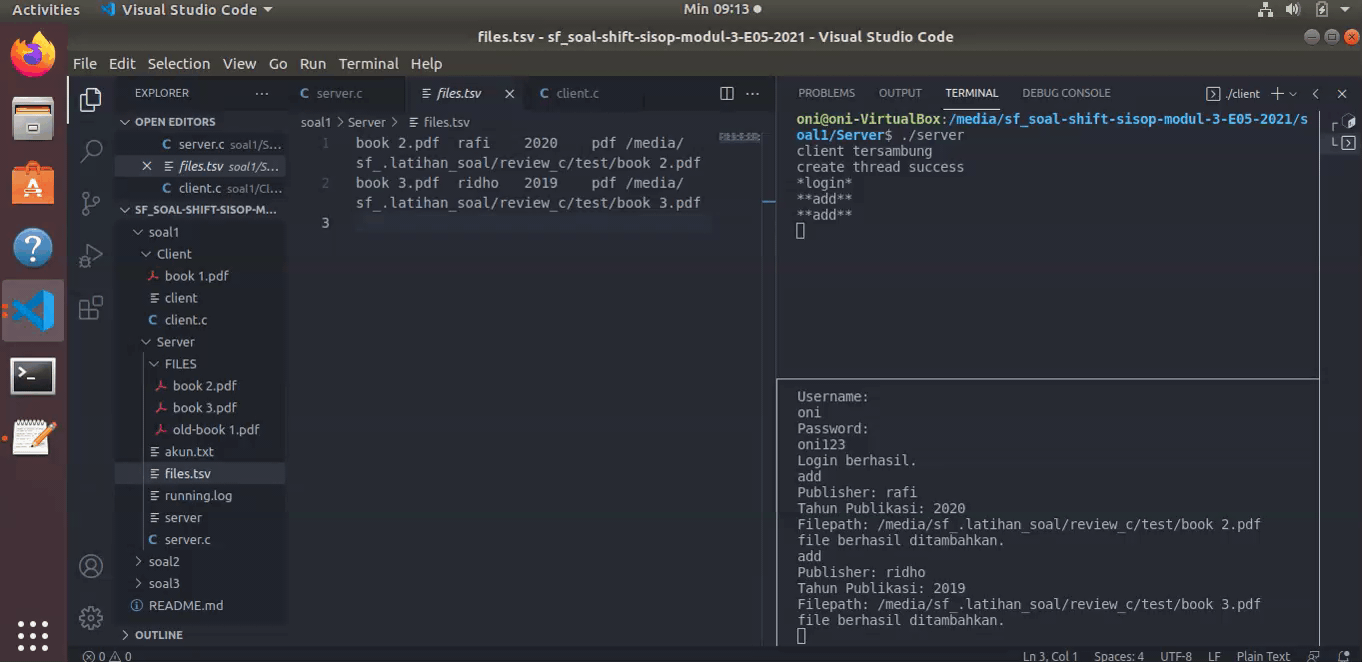 Activities Visual Studio Code Min 09:13
files.tsv - sf_soal-shift-sisop-modul-3-E05-2021 - Visual Studio Code
File Edit Selection View Go Run Terminal Help
EXPLORER
OPEN EDITORS
server.c soal1/S...
files.tsv soal1/S...
client.c soal1/Cl...
SF_SOAL-SHIFT-SISOP-M...
soal1
Client
book 1.pdf
client
client.c
Server
FILES
book 2.pdf
book 3.pdf
old-book 1.pdf
akun.txt
files.tsv
running.log
server
server.c
soal2
soal3
README.md
OUTLINE
server.c files.tsv client.c
soal1 > Server > files.tsv
1 book 2.pdf rafi 2020 pdf /media/
sf_.latihan_soal/review_c/test/book 2.pdf
2 book 3.pdf ridho 2019 pdf /media/
sf_.latihan_soal/review_c/test/book 3.pdf
3
PROBLEMS OUTPUT TERMINAL DEBUG CONSOLE ./client
oni@oni-VirtualBox:/media/sf_soal-shift-sisop-modul-3-E05-2021/s
oal1/Server$ ./server
client tersambung
create thread success
*login*
**add**
**add**
Username:
oni
Password:
oni123
Login berhasil.
add
Publisher: rafi
Tahun Publikasi: 2020
Filepath: /media/sf_.latihan_soal/review_c/test/book 2.pdf
file berhasil ditambahkan.
add
Publisher: ridho
Tahun Publikasi: 2019
Filepath: /media/sf_.latihan_soal/review_c/test/book 3.pdf
file berhasil ditambahkan.
0 0 Ln 3, Col 1 Spaces: 4 UTF-8 LF Plain Text